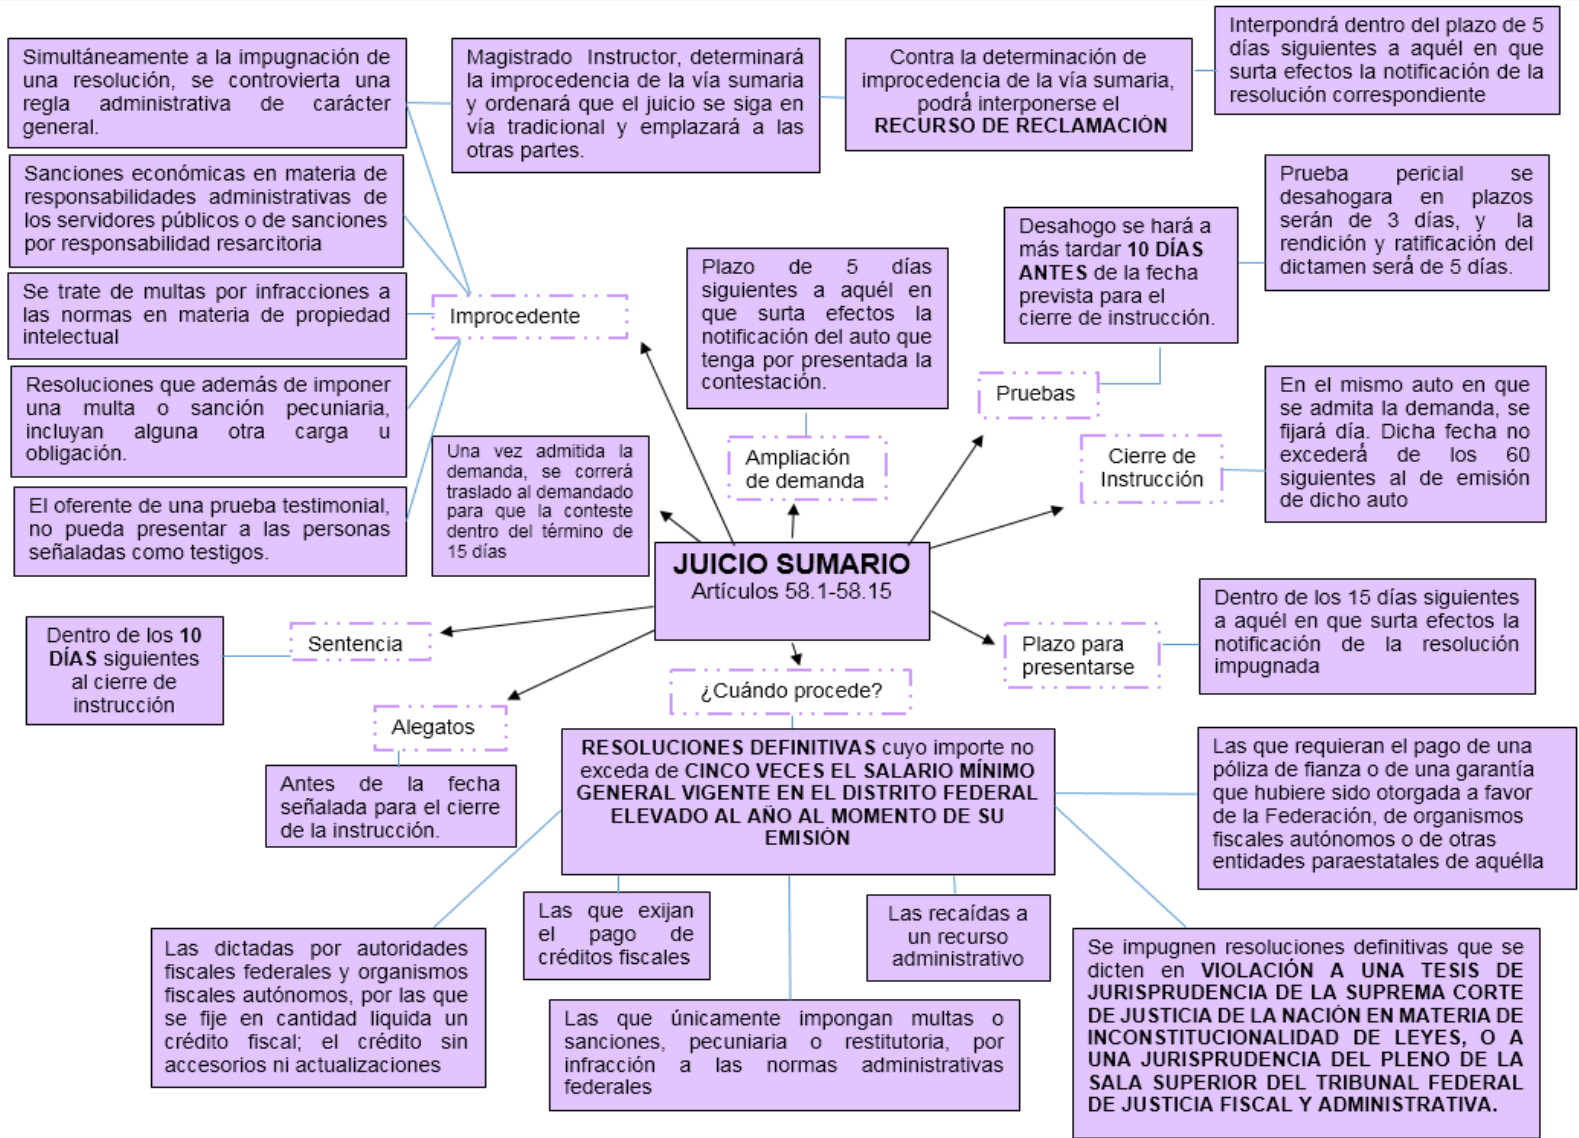 Simultáneamente a la impugnación de
una resolución, se controvierta una
regla administrativa de carácter
general.
Magistrado Instructor, determinará
la improcedencia de la vía sumaria
y ordenará que el juicio se siga en
vía tradicional y emplazará a las
otras partes.
Contra la determinación de
improcedencia de la vía sumaria,
podrá interponerse el
RECURSO DE RECLAMACIÓN
Interpondrá dentro del plazo de 5
días siguientes a aquél en que
surta efectos la notificación de la
resolución correspondiente
Sanciones económicas en materia de
responsabilidades administrativas de
los servidores públicos o de sanciones
por responsabilidad resarcitoria
Se trate de multas por infracciones a
las normas en materia de propiedad
intelectual
Resoluciones que además de imponer
una multa o sanción pecuniaria,
incluyan alguna otra carga u
obligación.
El oferente de una prueba testimonial,
no pueda presentar a las personas
señaladas como testigos.
Improcedente
Una vez admitida la
demanda, se correrá
traslado al demandado
para que la conteste
dentro del término de
15 días
Plazo de 5 días
siguientes a aquél en
que surta efectos la
notificación del auto que
tenga por presentada la
contestación.
Ampliación
de demanda
Desahogo se hará a
más tardar 10 DÍAS
ANTES de la fecha
prevista para el
cierre de instrucción.
Prueba pericial se
desahogara en plazos
serán de 3 días, y la
rendición y ratificación del
dictamen será de 5 días.
Pruebas
Cierre de
Instrucción
En el mismo auto en que
se admita la demanda, se
fijará día. Dicha fecha no
excederá de los 60
siguientes al de emisión
de dicho auto
JUICIO SUMARIO
Artículos 58.1-58.15
Plazo para
presentarse
Dentro de los 15 días siguientes
a aquél en que surta efectos la
notificación de la resolución
impugnada
Sentencia
Dentro de los 10
DÍAS siguientes
al cierre de
instrucción
Alegatos
Antes de la fecha
señalada para el cierre
de la instrucción.
¿Cuándo procede?
RESOLUCIONES DEFINITIVAS cuyo importe no
exceda de CINCO VECES EL SALARIO MÍNIMO
GENERAL VIGENTE EN EL DISTRITO FEDERAL
ELEVADO AL AÑO AL MOMENTO DE SU
EMISIÓN
Las que requieran el pago de una
póliza de fianza o de una garantía
que hubiere sido otorgada a favor
de la Federación, de organismos
fiscales autónomos o de otras
entidades paraestatales de aquélla
Las dictadas por autoridades
fiscales federales y organismos
fiscales autónomos, por las que
se fije en cantidad liquida un
crédito fiscal; el crédito sin
accesorios ni actualizaciones
Las que exijan
el pago de
créditos fiscales
Las que únicamente impongan multas o
sanciones, pecuniaria o restitutoria, por
infracción a las normas administrativas
federales
Las recaídas a
un recurso
administrativo
Se impugnen resoluciones definitivas que se
dicten en VIOLACIÓN A UNA TESIS DE
JURISPRUDENCIA DE LA SUPREMA CORTE
DE JUSTICIA DE LA NACIÓN EN MATERIA DE
INCONSTITUCIONALIDAD DE LEYES, O A
UNA JURISPRUDENCIA DEL PLENO DE LA
SALA SUPERIOR DEL TRIBUNAL FEDERAL
DE JUSTICIA FISCAL Y ADMINISTRATIVA.